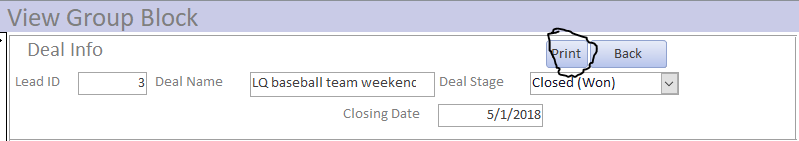 View Group Block
Deal Info
Print
Back
Lead ID 3 Deal Name LQ baseball team weekend Deal Stage Closed (Won)
Closing Date 5/1/2018